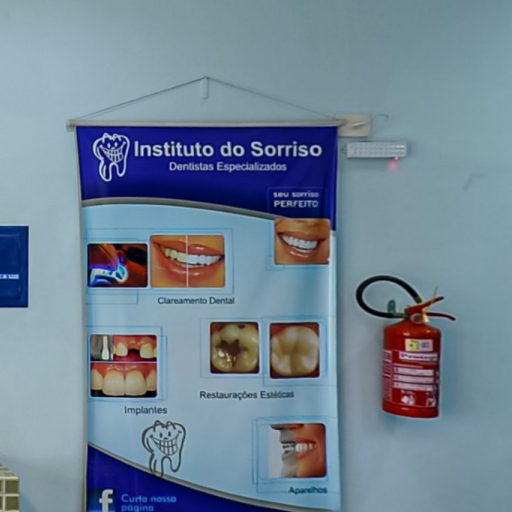 Instituto do Sorriso
Dentistas Especializados
seu sorriso
PERFEITO
Clareamento Dental
Restaurações Estéticas
Implantes
Aparelhos
f Curta nossa
página